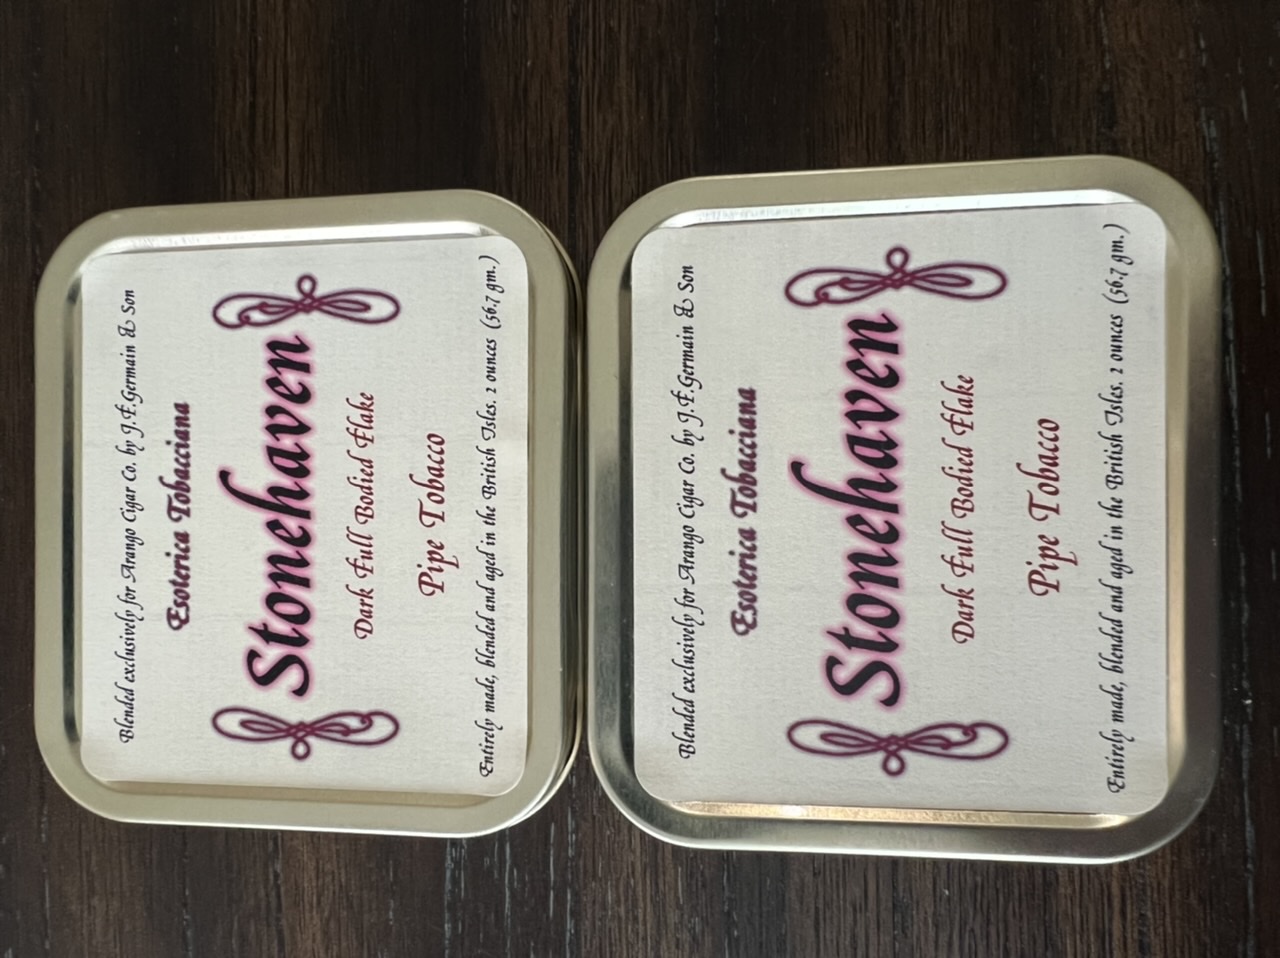 Blended exclusively for Arango Cigar Co. by J.F.Germain & Son
Esoterica Tobacciana
Stonehaven
Dark Full Bodied Flake
Pipe Tobacco
Entirely made, blended and aged in the British Isles. 2 ounces (56.7 gm.)
Blended exclusively for Arango Cigar Co. by J.F.Germain & Son
Esoterica Tobacciana
Stonehaven
Dark Full Bodied Flake
Pipe Tobacco
Entirely made, blended and aged in the British Isles. 2 ounces (56.7 gm.)